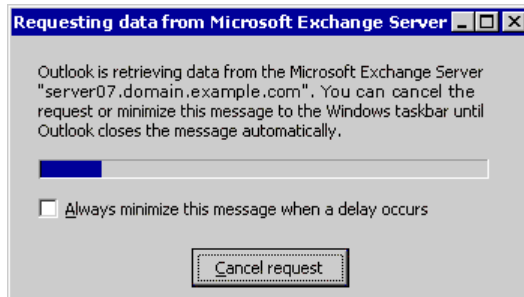 Requesting data from Microsoft Exchange Server
Outlook is retrieving data from the Microsoft Exchange Server
"server07.domain.example.com". You can cancel the
request or minimize this message to the Windows taskbar until
Outlook closes the message automatically.
Always minimize this message when a delay occurs
Cancel request